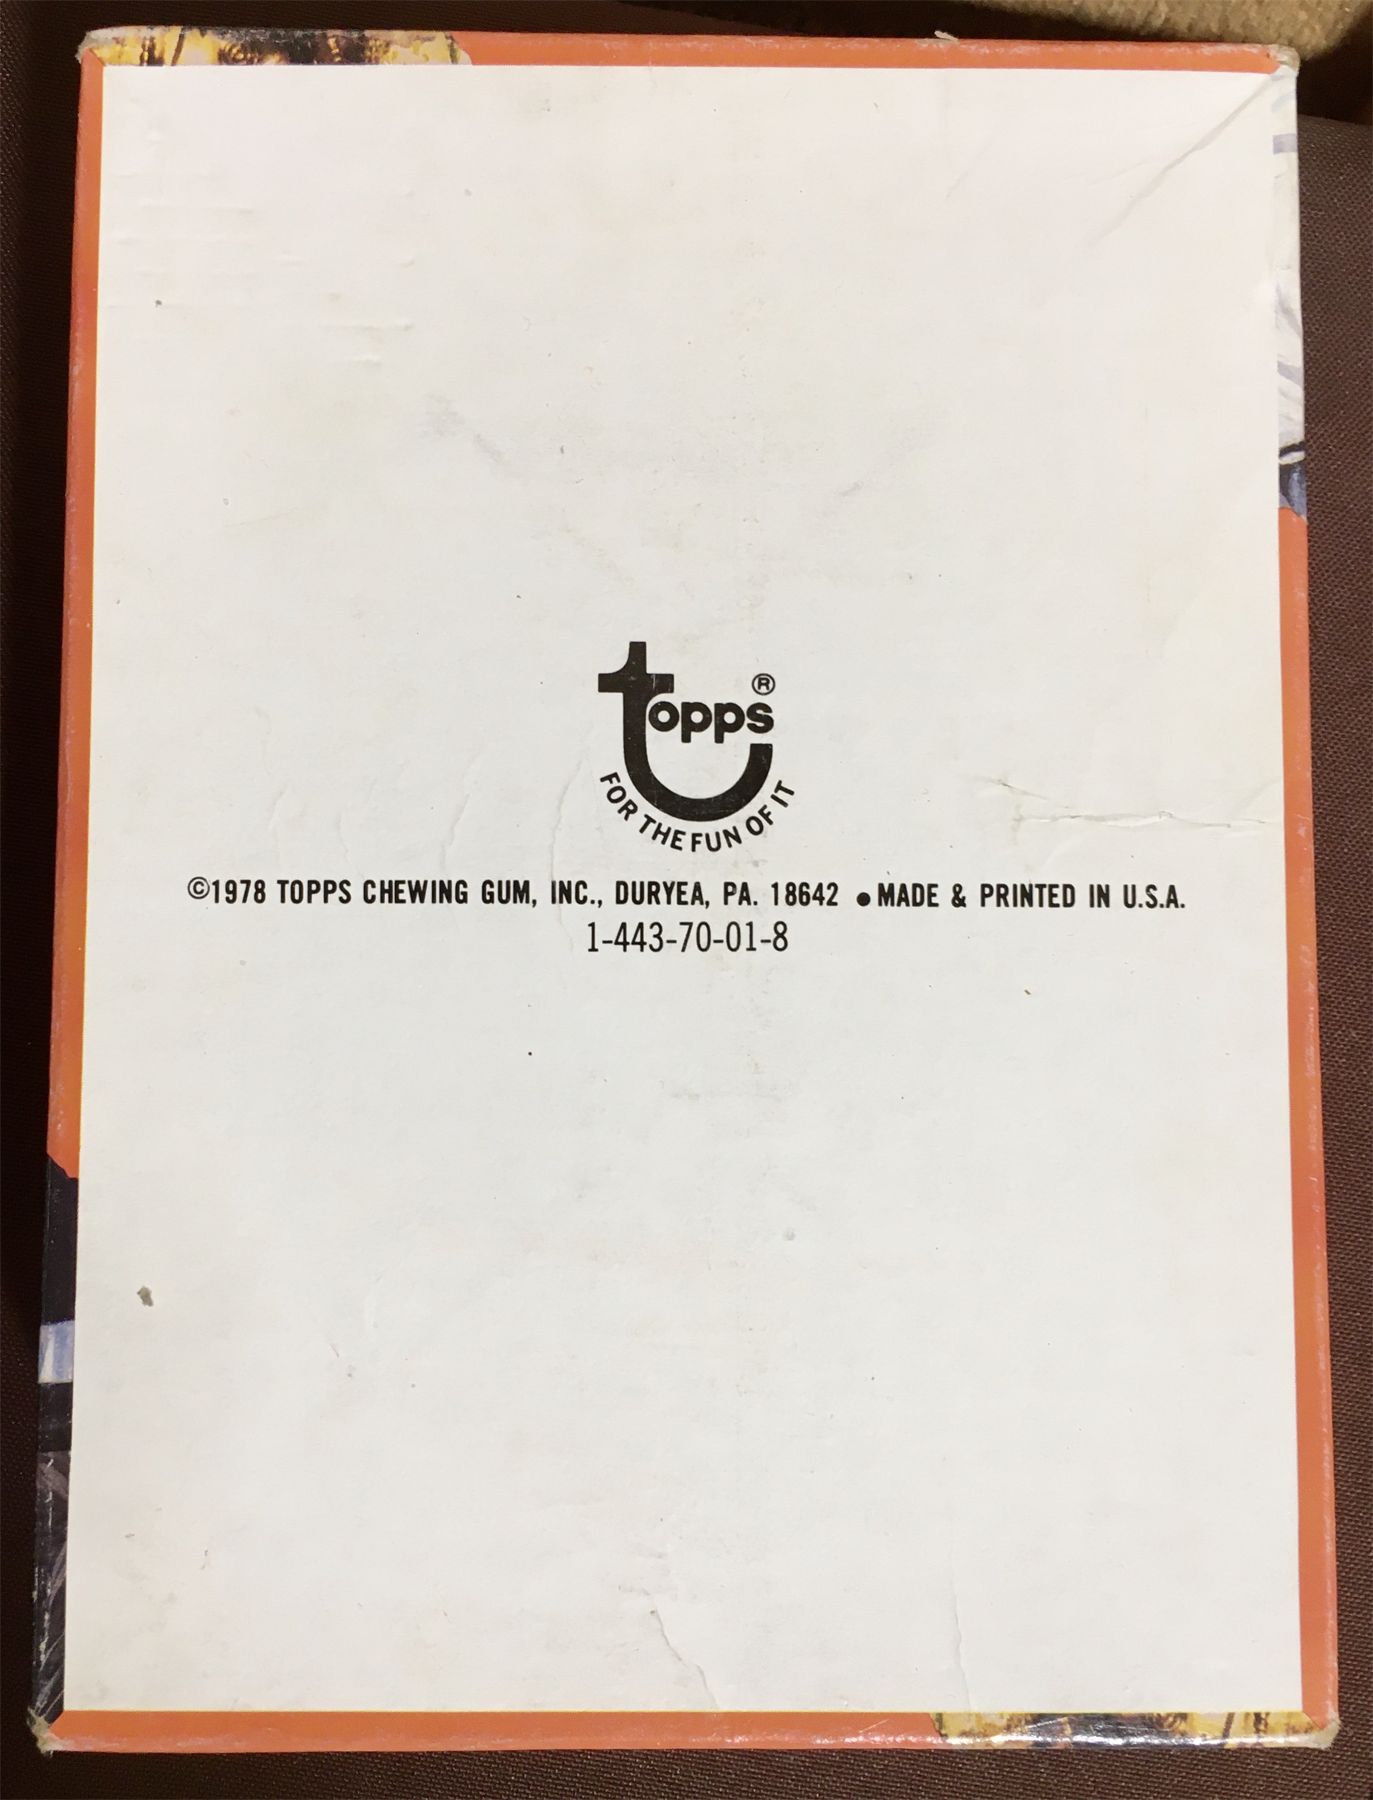 topps®
FOR THE FUN OF IT
©1978 TOPPS CHEWING GUM, INC., DURYEA, PA. 18642 ● MADE & PRINTED IN U.S.A.
1-443-70-01-8